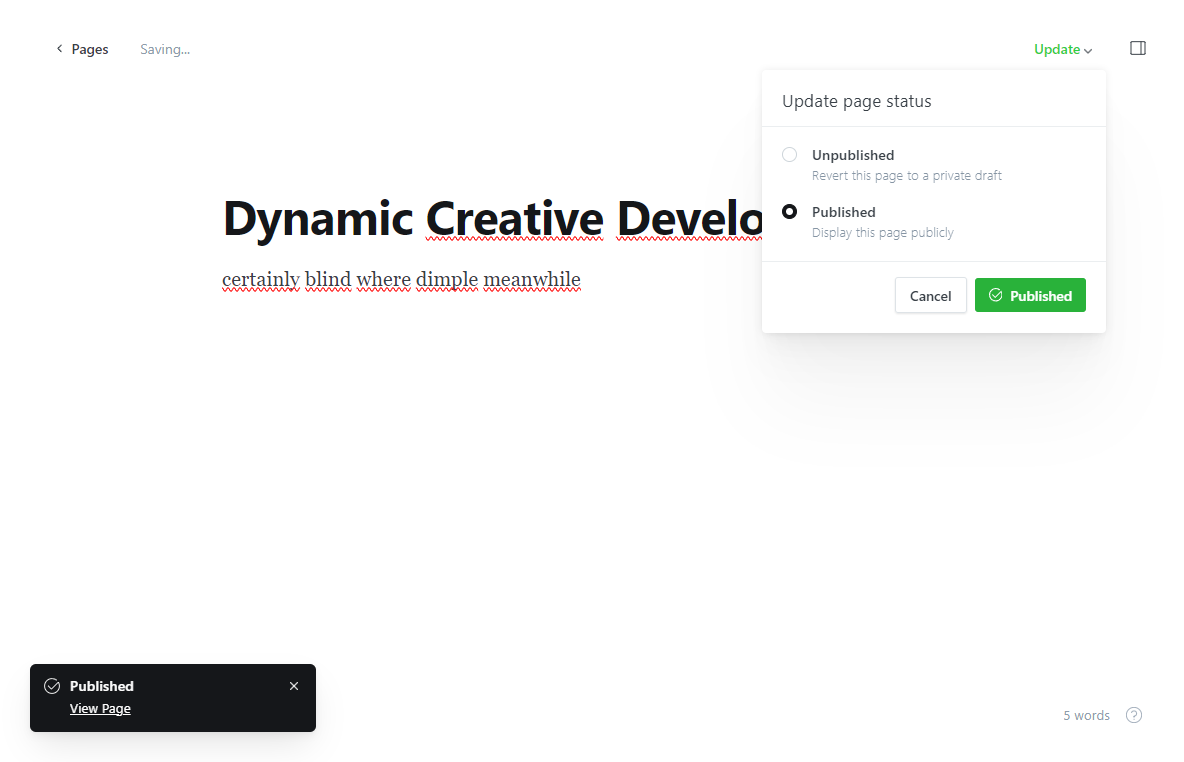 Pages
Saving...
Update
Update page status
Unpublished
Revert this page to a private draft
Published
Display this page publicly
Cancel
Published
Dynamic Creative Develo
certainly blind where dimple meanwhile
Published
View Page
5 words